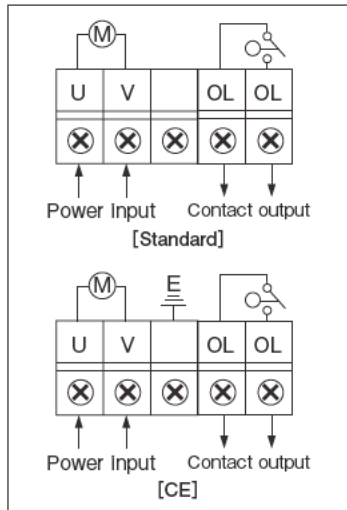 M
U V OL OL
Power Input Contact output
[Standard]
M E
U V OL OL
Power Input Contact output
[CE]